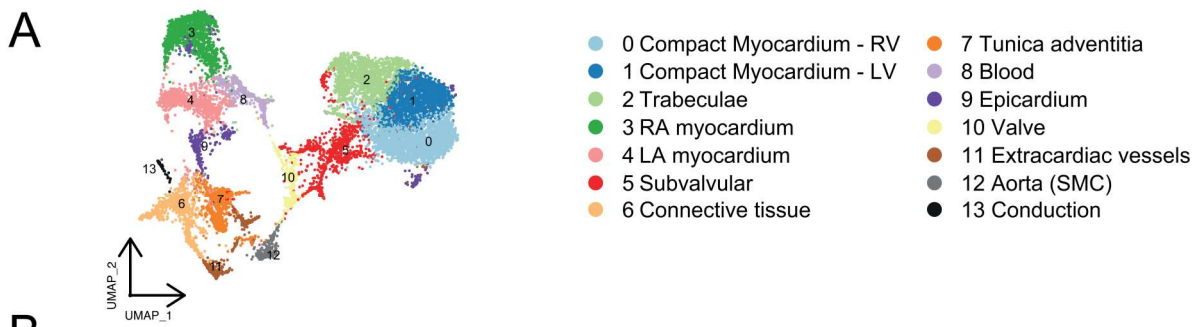 A
3
2
1
4
8
0
9
5
13
10
6
7
12
11
UMAP_2
UMAP_1
0 Compact Myocardium - RV
1 Compact Myocardium - LV
2 Trabeculae
3 RA myocardium
4 LA myocardium
5 Subvalvular
6 Connective tissue
7 Tunica adventitia
8 Blood
9 Epicardium
10 Valve
11 Extracardiac vessels
12 Aorta (SMC)
13 Conduction